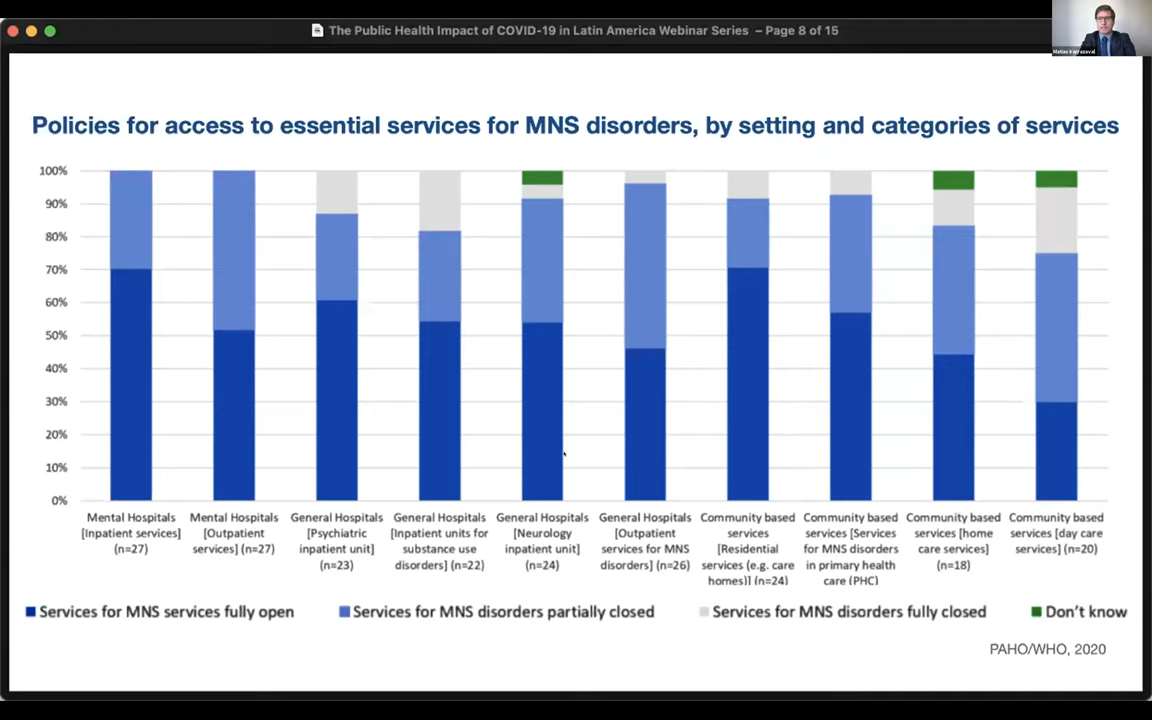 The Public Health Impact of COVID-19 in Latin America Webinar Series – Page 8 of 15
Matias Irarrazaval
Policies for access to essential services for MNS disorders, by setting and categories of services
100%
90%
80%
70%
60%
50%
40%
30%
20%
10%
0%
Mental Hospitals
[Inpatient services]
(n=27)
Mental Hospitals
[Outpatient
services] (n=27)
General Hospitals
[Psychiatric
inpatient unit]
(n=23)
General Hospitals
[Inpatient units for
substance use
disorders] (n=22)
General Hospitals
[Neurology
inpatient unit]
(n=24)
General Hospitals
[Outpatient
services for MNS
disorders] (n=26)
Community based
services
[Residential
services (e.g. care
homes)] (n=24)
Community based
services [Services
for MNS disorders
in primary health
care (PHC)
Community based
services [home
care services]
(n=18)
Community based
services [day care
services] (n=20)
Services for MNS services fully open
Services for MNS disorders partially closed
Services for MNS disorders fully closed
Don't know
PAHO/WHO, 2020